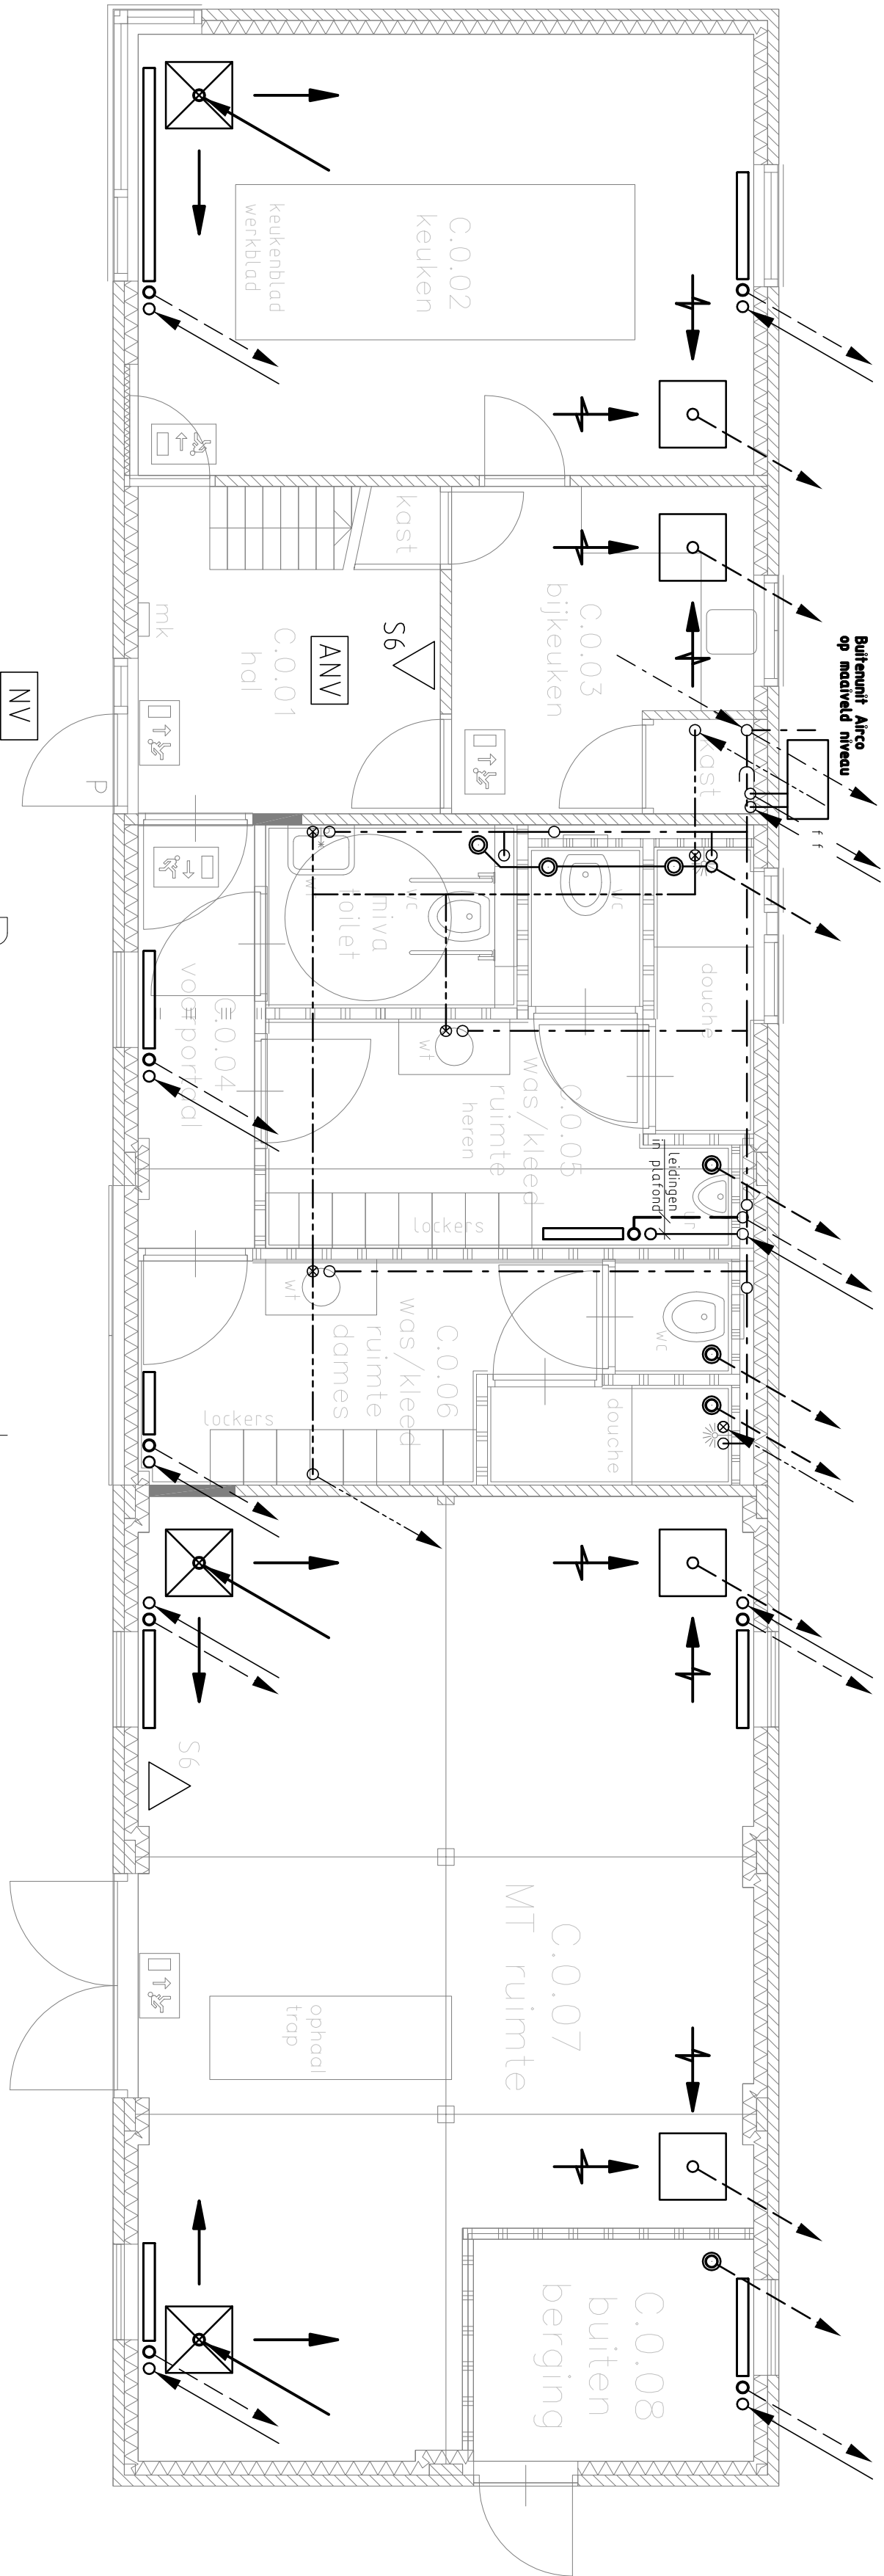 C.0.02
keuken
keukenblad
werkblad
kast
C.0.03
bijkeuken
S6
ANV
C.0.01
hal
mk
NV
P
Buitenunit Airco
op maaiveld niveau
kast
f f
wc
douche
miva
toilet
wc
C.0.04
voorportaal
wt
C.0.05
was/kleed
ruimte
heren
leidingen
in plafond
ur
lockers
wt
wc
C.0.06
was/kleed
ruimte
dames
douche
lockers
S6
C.0.07
MT ruimte
ophaal
trap
C.0.08
buiten
berging